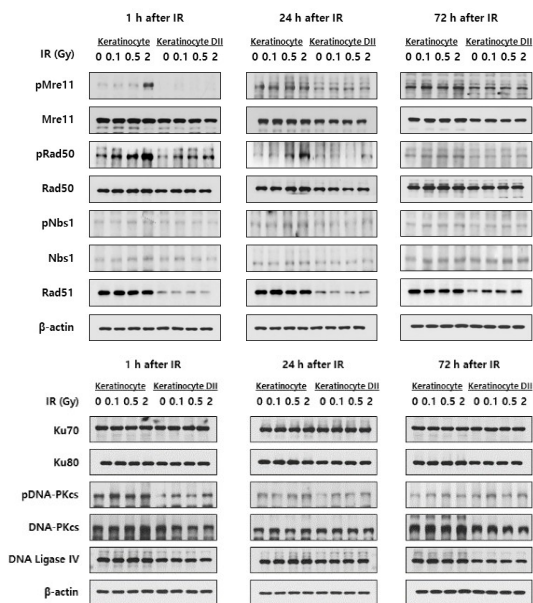 1 h after IR 24 h after IR 72 h after IR
Keratinocyte Keratinocyte DII Keratinocyte Keratinocyte DII Keratinocyte Keratinocyte DII
IR (Gy) 0 0.1 0.5 2 0 0.1 0.5 2 0 0.1 0.5 2 0 0.1 0.5 2 0 0.1 0.5 2 0 0.1 0.5 2
pMre11
Mre11
pRad50
Rad50
pNbs1
Nbs1
Rad51
β-actin
1 h after IR 24 h after IR 72 h after IR
Keratinocyte Keratinocyte DII Keratinocyte Keratinocyte DII Keratinocyte Keratinocyte DII
IR (Gy) 0 0.1 0.5 2 0 0.1 0.5 2 0 0.1 0.5 2 0 0.1 0.5 2 0 0.1 0.5 2 0 0.1 0.5 2
Ku70
Ku80
pDNA-PKcs
DNA-PKcs
DNA Ligase IV
β-actin